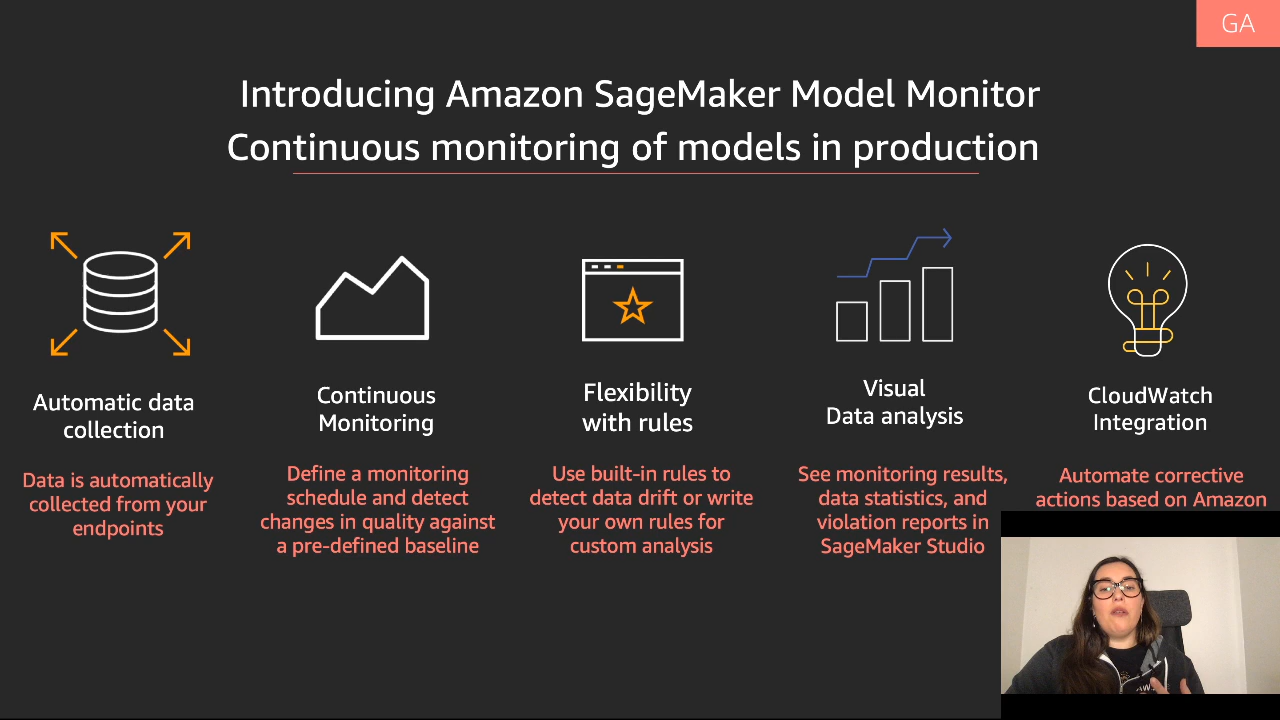 GA
Introducing Amazon SageMaker Model Monitor
Continuous monitoring of models in production
Automatic data
collection
Data is automatically
collected from your
endpoints
Continuous
Monitoring
Define a monitoring
schedule and detect
changes in quality against
a pre-defined baseline
Flexibility
with rules
Use built-in rules to
detect data drift or write
your own rules for
custom analysis
Visual
Data analysis
See monitoring results,
data statistics, and
violation reports in
SageMaker Studio
CloudWatch
Integration
Automate corrective
actions based on Amazon